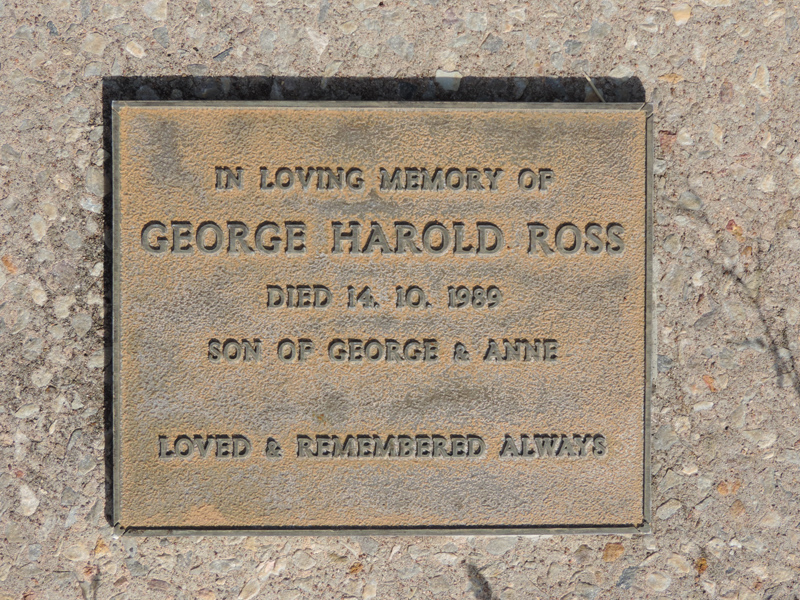 IN LOVING MEMORY OF
GEORGE HAROLD ROSS
DIED 14. 10. 1989
SON OF GEORGE & ANNE
LOVED & REMEMBERED ALWAYS